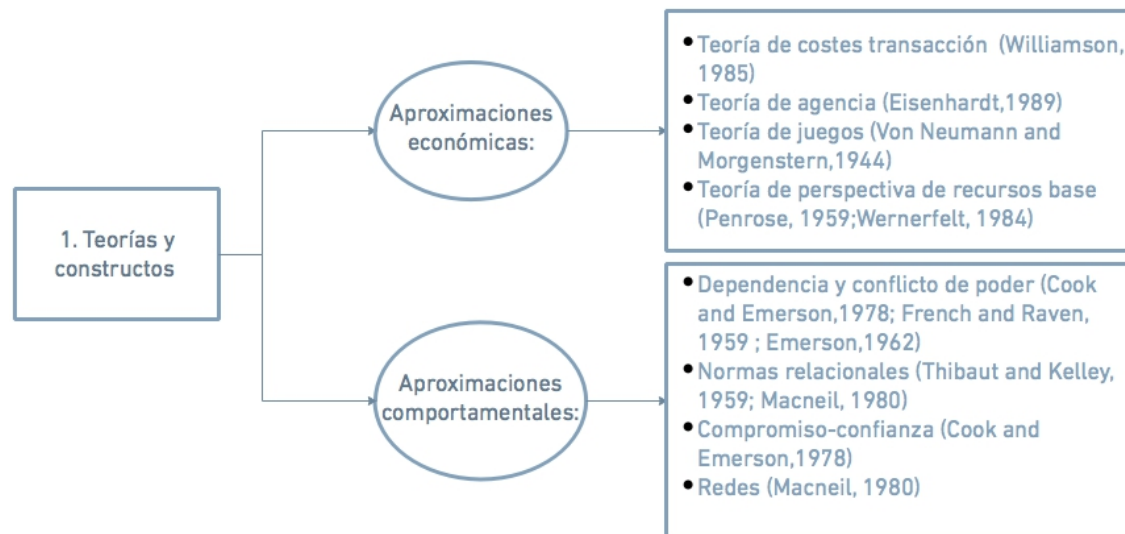 1. Teorías y
constructos
Aproximaciones
económicas:
• Teoría de costes transacción (Williamson,
1985)
• Teoría de agencia (Eisenhardt,1989)
• Teoría de juegos (Von Neumann and
Morgenstern,1944)
• Teoría de perspectiva de recursos base
(Penrose, 1959;Wernerfelt, 1984)
Aproximaciones
comportamentales:
• Dependencia y conflicto de poder (Cook
and Emerson,1978; French and Raven,
1959 ; Emerson,1962)
• Normas relacionales (Thibaut and Kelley,
1959; Macneil, 1980)
• Compromiso-confianza (Cook and
Emerson,1978)
• Redes (Macneil, 1980)